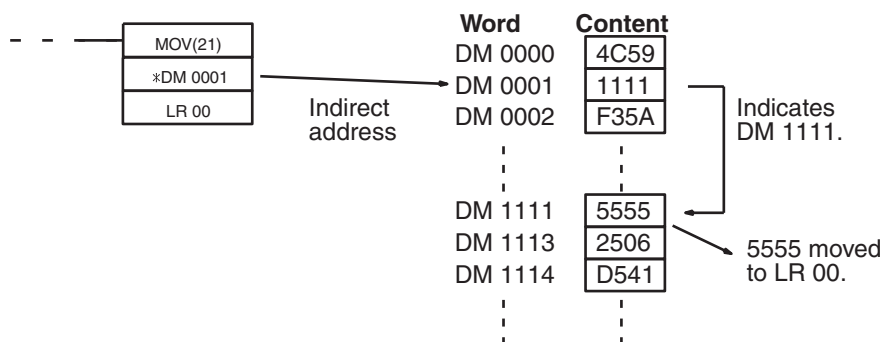 Word Content
MOV(21)
*DM 0001
LR 00
Indirect
address
DM 0000 4C59
DM 0001 1111
DM 0002 F35A
Indicates
DM 1111.
DM 1111 5555
DM 1113 2506
DM 1114 D541
5555 moved
to LR 00.